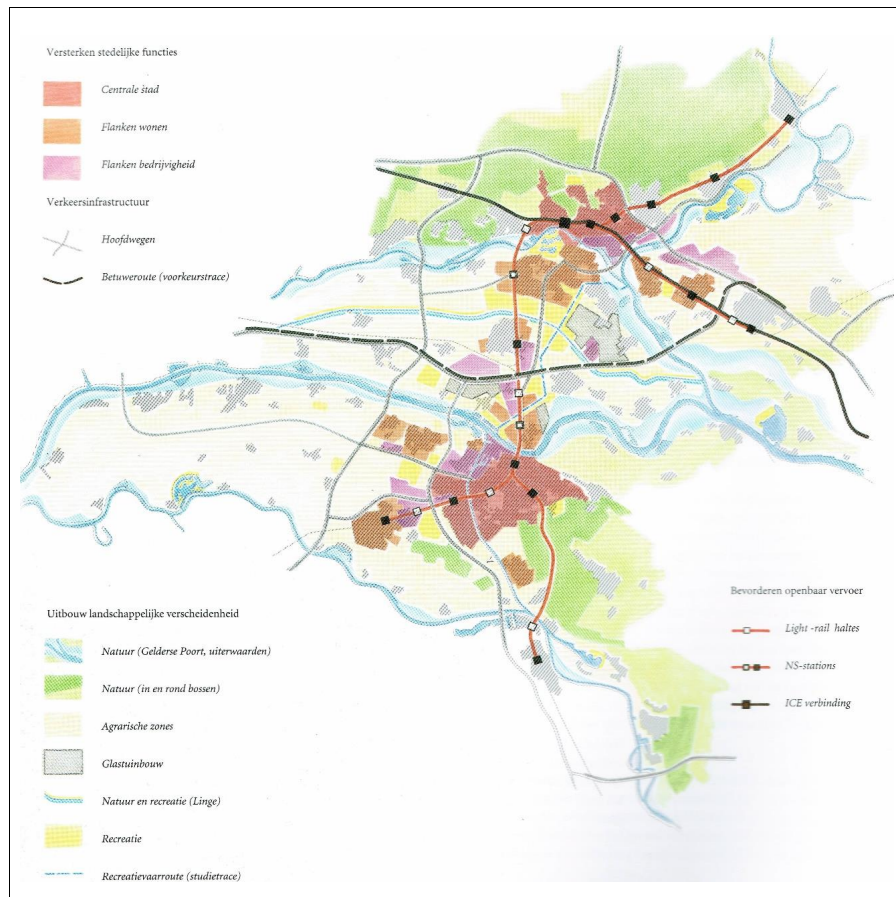 Versterken stedelijke functies
Centrale stad
Flanken wonen
Flanken bedrijvigheid
Verkeersinfrastructuur
Hoofdwegen
Betuweroute (voorkeurstrace)
Uitbouw landschappelijke verscheidenheid
Natuur (Gelderse Poort, uiterwaarden)
Natuur (in en rond bossen)
Agrarische zones
Glastuinbouw
Natuur en recreatie (Linge)
Recreatie
Recreatievaarroute (studietrace)
Bevorderen openbaar vervoer
Light -rail haltes
NS-stations
ICE verbinding